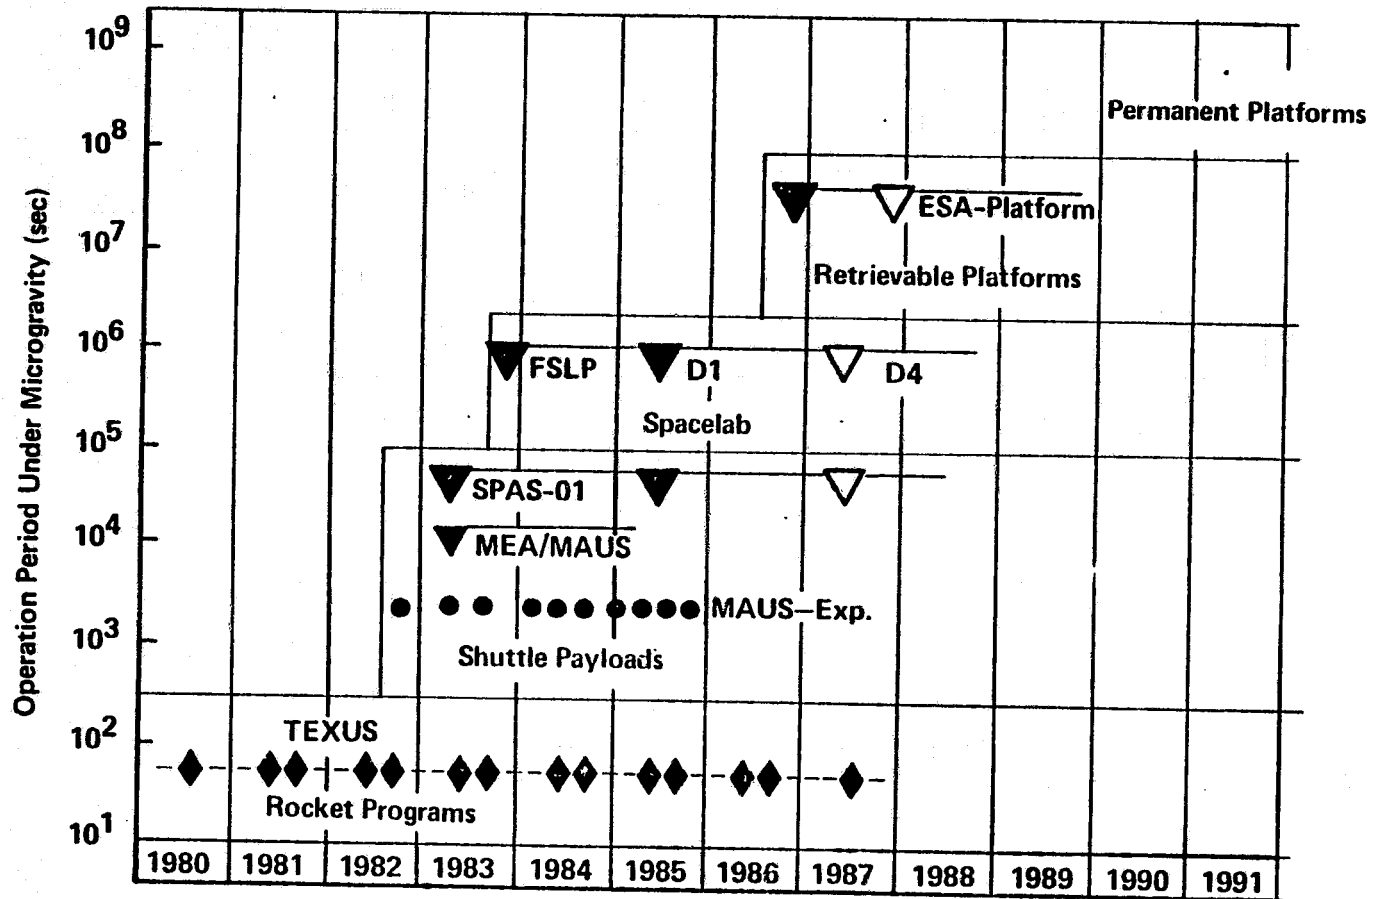 10⁹
Permanent Platforms
10⁸
ESA-Platform
10⁷
Retrievable Platforms
10⁶
FSLP D1 D4
Spacelab
10⁵
SPAS-01
10⁴
MEA/MAUS
MAUS-Exp.
10³
Shuttle Payloads
10²
TEXUS
Rocket Programs
10¹
1980 1981 1982 1983 1984 1985 1986 1987 1988 1989 1990 1991
Operation Period Under Microgravity (sec)